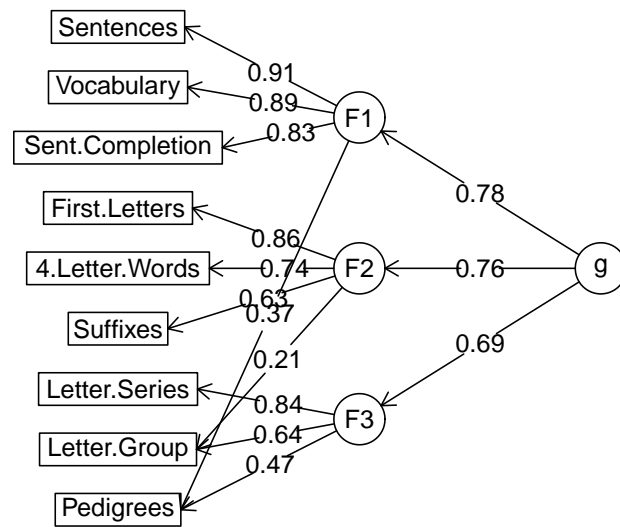 Sentences
0.91
Vocabulary
0.89
F1
0.83
Sent.Completion
0.78
First.Letters
0.86
4.Letter.Words
0.74
F2
0.76
g
0.63
0.37
Suffixes
0.21
0.69
Letter.Series
0.84
F3
0.64
Letter.Group
0.47
Pedigrees